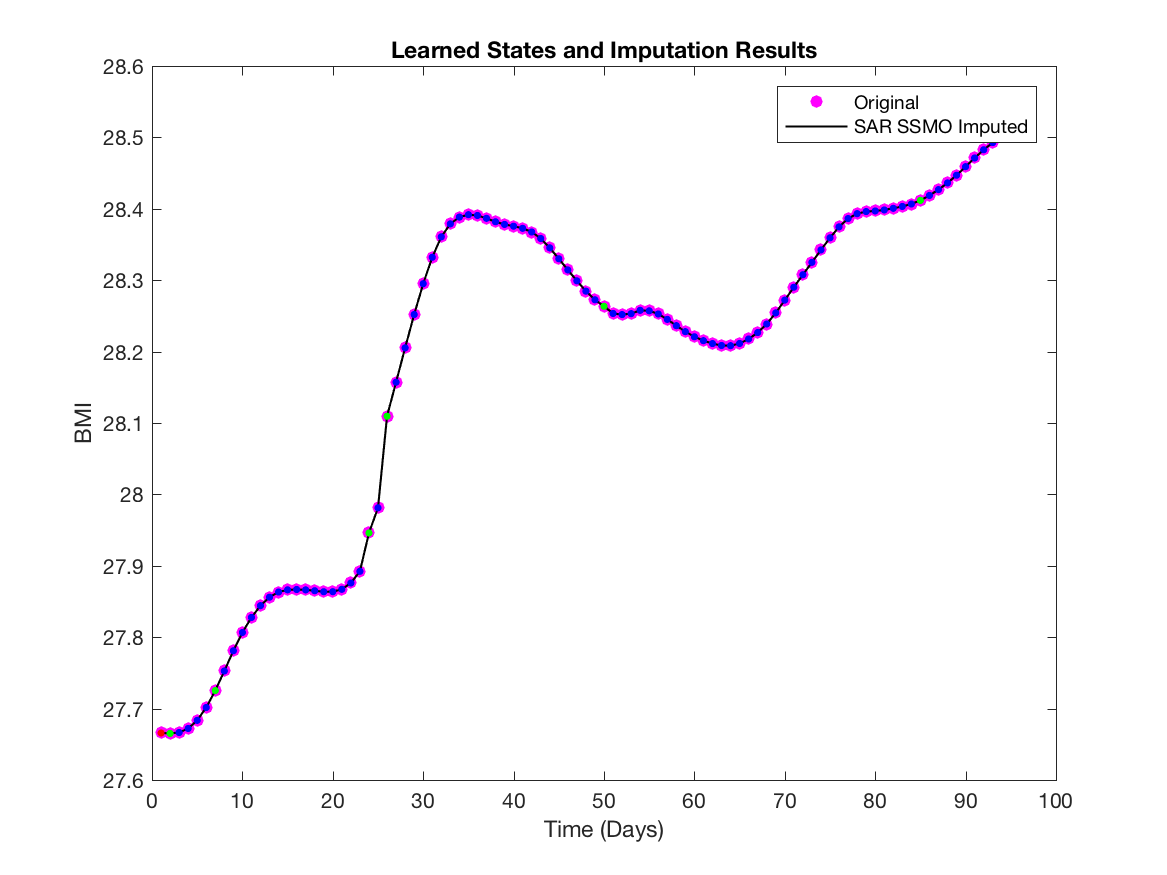 Learned States and Imputation Results
28.6
28.5
28.4
28.3
28.2
28.1
28
27.9
27.8
27.7
27.6
0 10 20 30 40 50 60 70 80 90 100
Time (Days)
BMI
Original
SAR SSMO Imputed